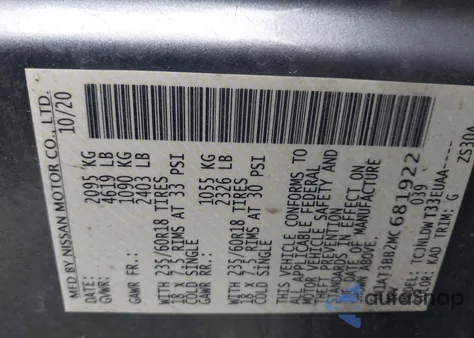 MFD BY NISSAN MOTOR CO., LTD.
10/20
GVWR: 2095 KG
4619 LB
GAWR FR: 1090 KG
2403 LB
WITH 235/60R18 TIRES
18 X 7.5 RIMS AT 33 PSI
COLD SINGLE
GAWR RR: 1055 KG
2326 LB
WITH 235/60R18 TIRES
18 X 7.5 RIMS AT 30 PSI
COLD SINGLE
THIS VEHICLE CONFORMS TO
ALL APPLICABLE FEDERAL
MOTOR VEHICLE SAFETY AND
THEFT PREVENTION
STANDARDS IN EFFECT ON
THE DATE OF MANUFACTURE
681922
039
COLOR: KAD TRIM: G
ZS300
autosnap